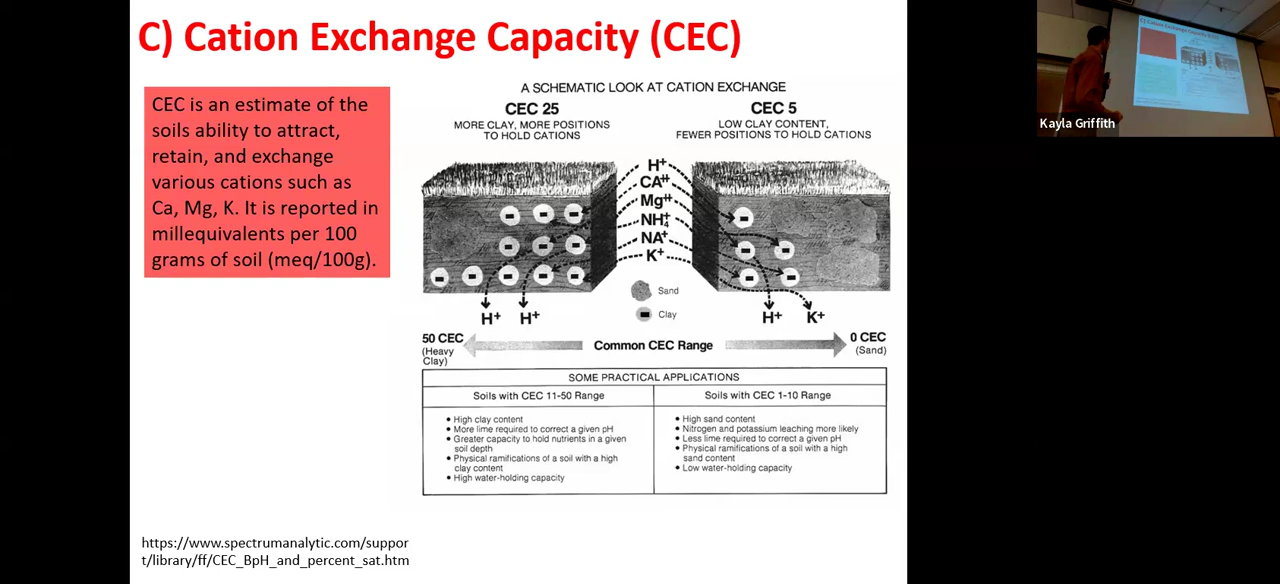 C) Cation Exchange Capacity (CEC)
CEC is an estimate of the
soils ability to attract,
retain, and exchange
various cations such as
Ca, Mg, K. It is reported in
millequivalents per 100
grams of soil (meq/100g).
A SCHEMATIC LOOK AT CATION EXCHANGE
CEC 25
MORE CLAY, MORE POSITIONS
TO HOLD CATIONS
CEC 5
LOW CLAY CONTENT,
FEWER POSITIONS TO HOLD CATIONS
H+
CA++
Mg++
NH4+
NA+
K+
Sand
Clay
H+ H+
H+ K+
50 CEC
(Heavy
Clay)
Common CEC Range
0 CEC
(Sand)
SOME PRACTICAL APPLICATIONS
Soils with CEC 11-50 Range
• High clay content
• More lime required to correct a given pH
• Greater capacity to hold nutrients in a given
soil depth
• Physical ramifications of a soil with a high
clay content
• High water-holding capacity
Soils with CEC 1-10 Range
• High sand content
• Nitrogen and potassium leaching more likely
• Less lime required to correct a given pH
• Physical ramifications of a soil with a high
sand content
• Low water-holding capacity
https://www.spectrumanalytic.com/suppor
t/library/ff/CEC_BpH_and_percent_sat.htm
Kayla Griffith